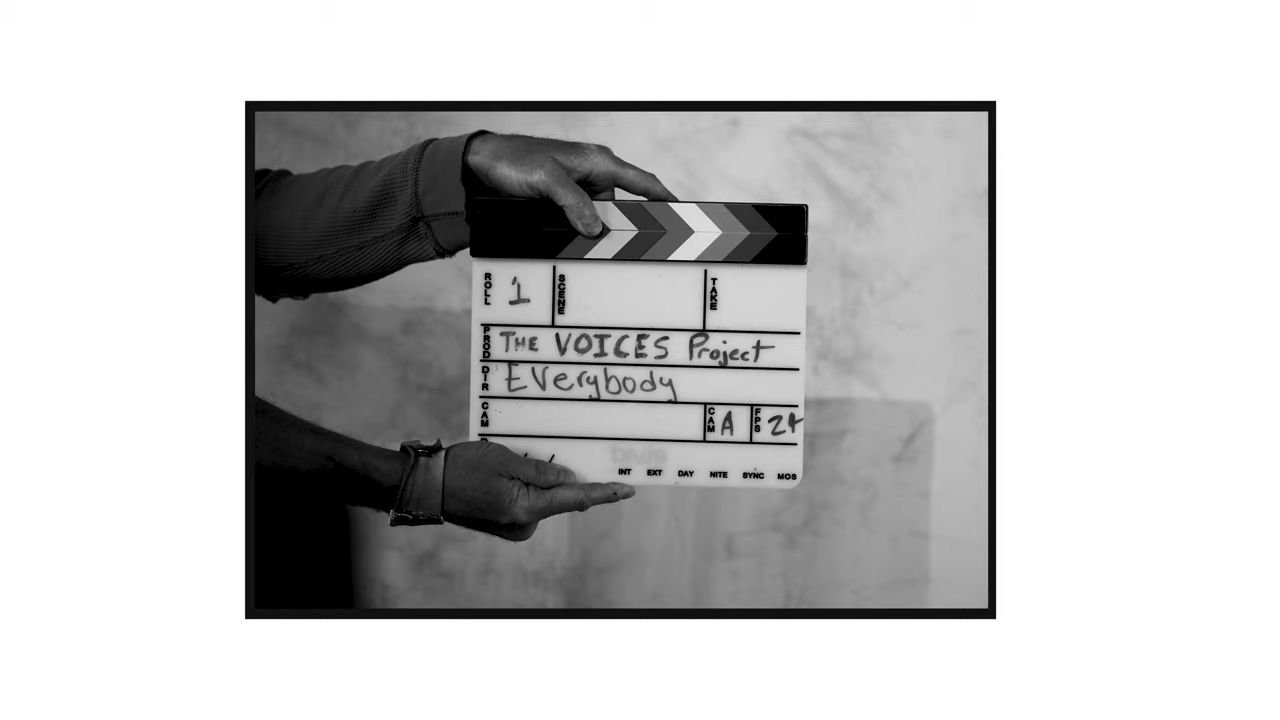 ROLL 1 SCENE TAKE
PROD THE VOICES Project
DIR Everybody
CAM CAM A FPS 24
INT EXT DAY NITE SYNC MOS